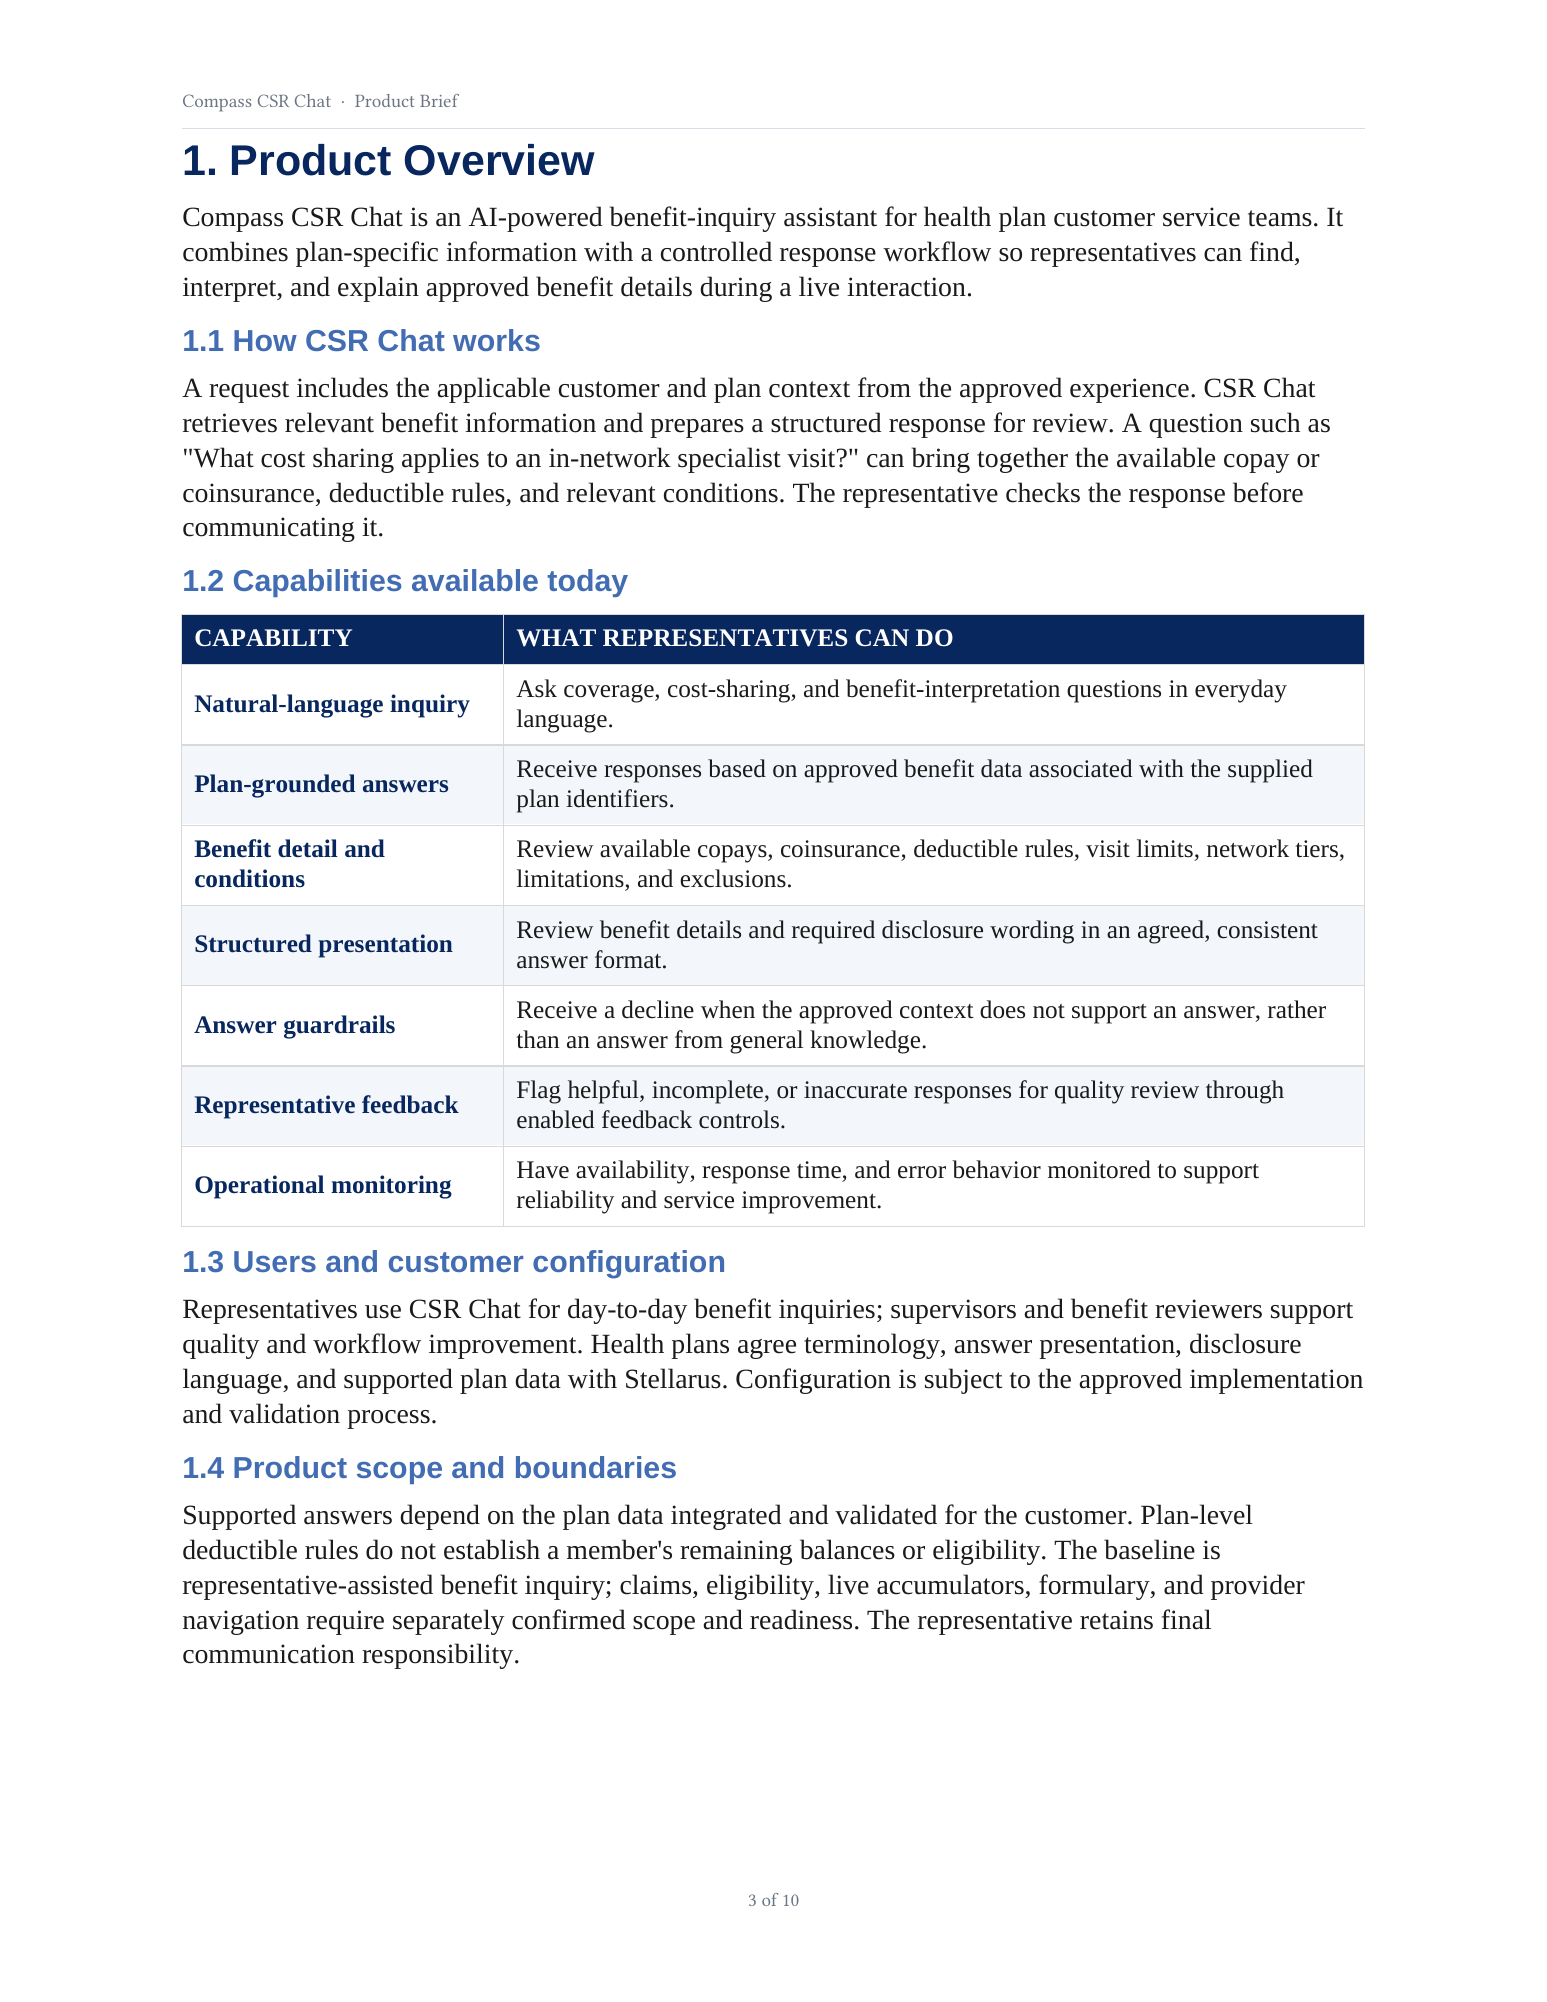 Compass CSR Chat · Product Brief
1. Product Overview
Compass CSR Chat is an AI-powered benefit-inquiry assistant for health plan customer service teams. It
combines plan-specific information with a controlled response workflow so representatives can find,
interpret, and explain approved benefit details during a live interaction.
1.1 How CSR Chat works
A request includes the applicable customer and plan context from the approved experience. CSR Chat
retrieves relevant benefit information and prepares a structured response for review. A question such as
"What cost sharing applies to an in-network specialist visit?" can bring together the available copay or
coinsurance, deductible rules, and relevant conditions. The representative checks the response before
communicating it.
1.2 Capabilities available today
CAPABILITY WHAT REPRESENTATIVES CAN DO
Natural-language inquiry
Ask coverage, cost-sharing, and benefit-interpretation questions in everyday
language.
Plan-grounded answers
Receive responses based on approved benefit data associated with the supplied
plan identifiers.
Benefit detail and
conditions
Review available copays, coinsurance, deductible rules, visit limits, network tiers,
limitations, and exclusions.
Structured presentation
Review benefit details and required disclosure wording in an agreed, consistent
answer format.
Answer guardrails
Receive a decline when the approved context does not support an answer, rather
than an answer from general knowledge.
Representative feedback
Flag helpful, incomplete, or inaccurate responses for quality review through
enabled feedback controls.
Operational monitoring
Have availability, response time, and error behavior monitored to support
reliability and service improvement.
1.3 Users and customer configuration
Representatives use CSR Chat for day-to-day benefit inquiries; supervisors and benefit reviewers support
quality and workflow improvement. Health plans agree terminology, answer presentation, disclosure
language, and supported plan data with Stellarus. Configuration is subject to the approved implementation
and validation process.
1.4 Product scope and boundaries
Supported answers depend on the plan data integrated and validated for the customer. Plan-level
deductible rules do not establish a member's remaining balances or eligibility. The baseline is
representative-assisted benefit inquiry; claims, eligibility, live accumulators, formulary, and provider
navigation require separately confirmed scope and readiness. The representative retains final
communication responsibility.
3 of 10